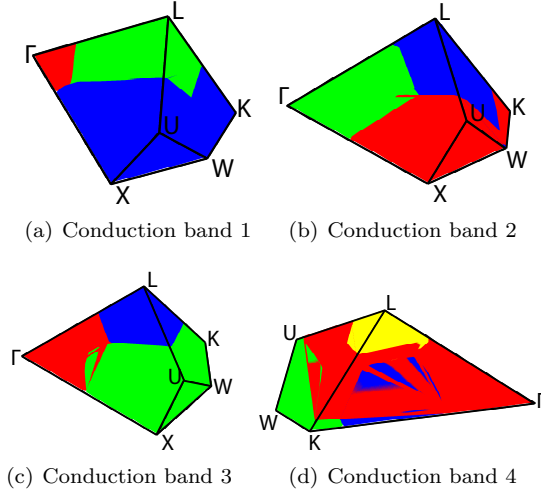 L
Γ
K
U
W
X
(a) Conduction band 1
L
Γ
K
U
W
X
(b) Conduction band 2
L
K
Γ
U
W
X
(c) Conduction band 3
L
U
Γ
W
K
(d) Conduction band 4